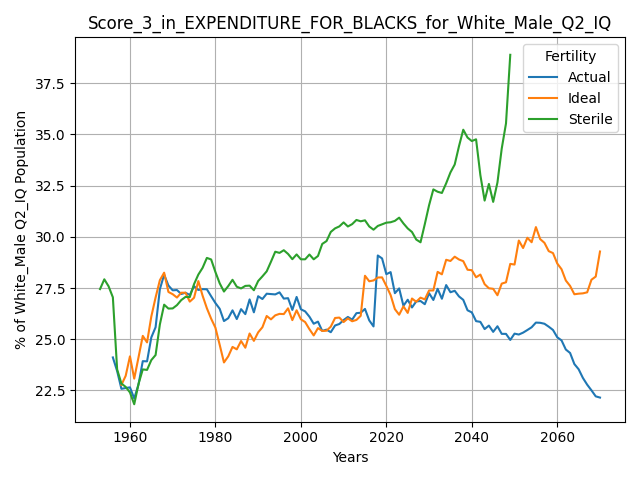 Score_3_in_EXPENDITURE_FOR_BLACKS_for_White_Male_Q2_IQ
Fertility
Actual
Ideal
Sterile
% of White_Male Q2_IQ Population
37.5
35.0
32.5
30.0
27.5
25.0
22.5
1960
1980
2000
2020
2040
2060
Years